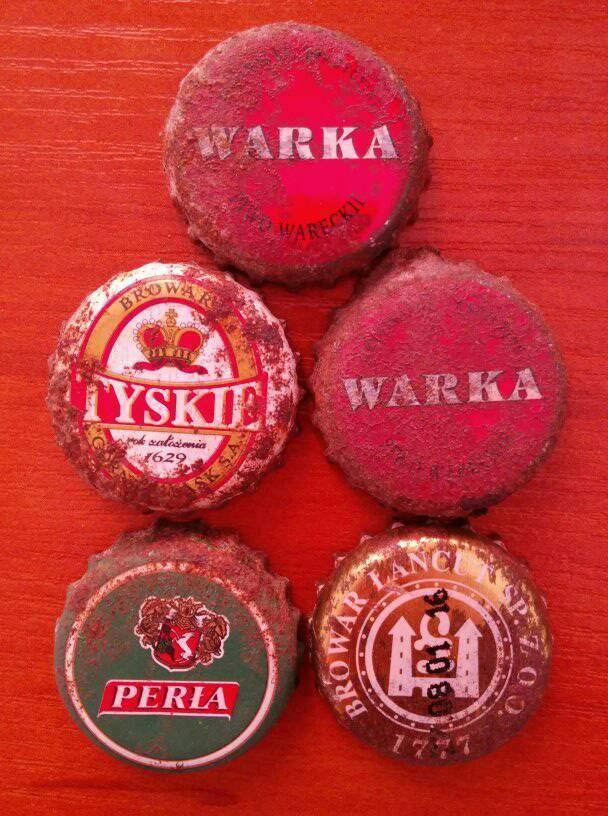 WARKA
PIWO WARECKIE
BROWAR
TYSKIE
rok założenia
1629
WARKA
PERŁA
BROWAR ŁAŃCUT SP. Z O.O.
08 01 16
1777